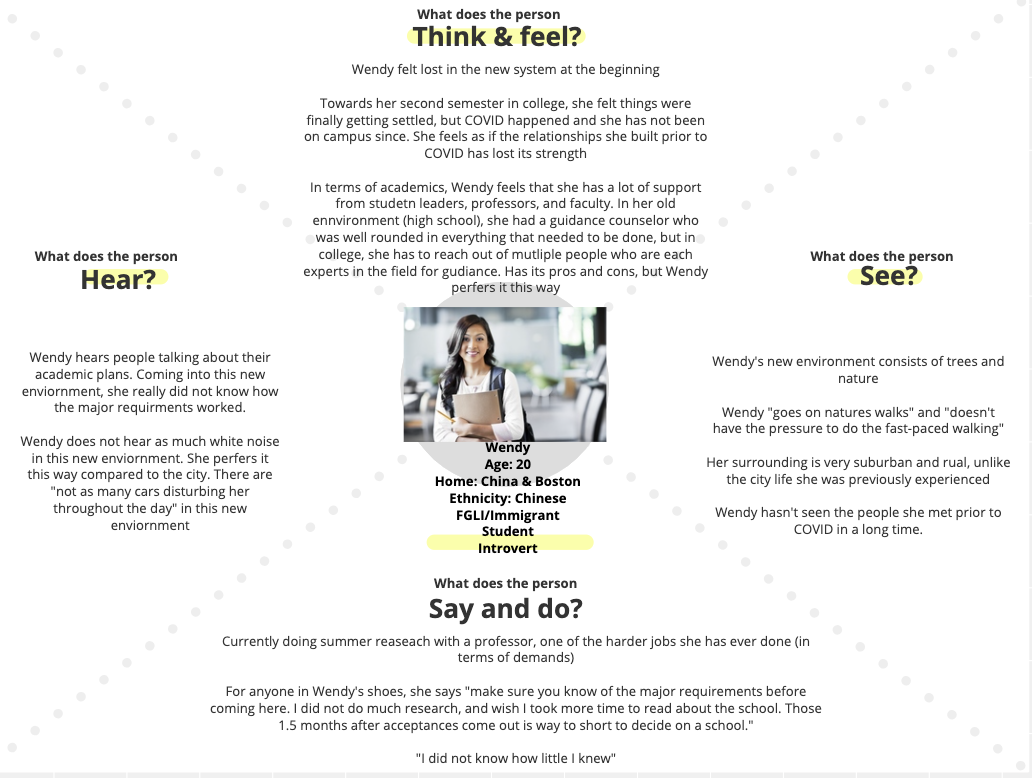 What does the person
Think & feel?
Wendy felt lost in the new system at the beginning
Towards her second semester in college, she felt things were
finally getting settled, but COVID happened and she has not been
on campus since. She feels as if the relationships she built prior to
COVID has lost its strength
In terms of academics, Wendy feels that she has a lot of support
from studetn leaders, professors, and faculty. In her old
ennvironment (high school), she had a guidance counselor who
was well rounded in everything that needed to be done, but in
college, she has to reach out of mutliple people who are each
experts in the field for gudiance. Has its pros and cons, but Wendy
perfers it this way
What does the person
Hear?
Wendy hears people talking about their
academic plans. Coming into this new
enviornment, she really did not know how
the major requirments worked.
Wendy does not hear as much white noise
in this new enviornment. She perfers it
this way compared to the city. There are
"not as many cars disturbing her
throughout the day" in this new
enviornment
What does the person
See?
Wendy's new environment consists of trees and
nature
Wendy "goes on natures walks" and "doesn't
have the pressure to do the fast-paced walking"
Her surrounding is very suburban and rual, unlike
the city life she was previously experienced
Wendy hasn't seen the people she met prior to
COVID in a long time.
Wendy
Age: 20
Home: China & Boston
Ethnicity: Chinese
FGLI/Immigrant
Student
Introvert
What does the person
Say and do?
Currently doing summer reaseach with a professor, one of the harder jobs she has ever done (in
terms of demands)
For anyone in Wendy's shoes, she says "make sure you know of the major requirements before
coming here. I did not do much research, and wish I took more time to read about the school. Those
1.5 months after acceptances come out is way to short to decide on a school."
"I did not know how little I knew"